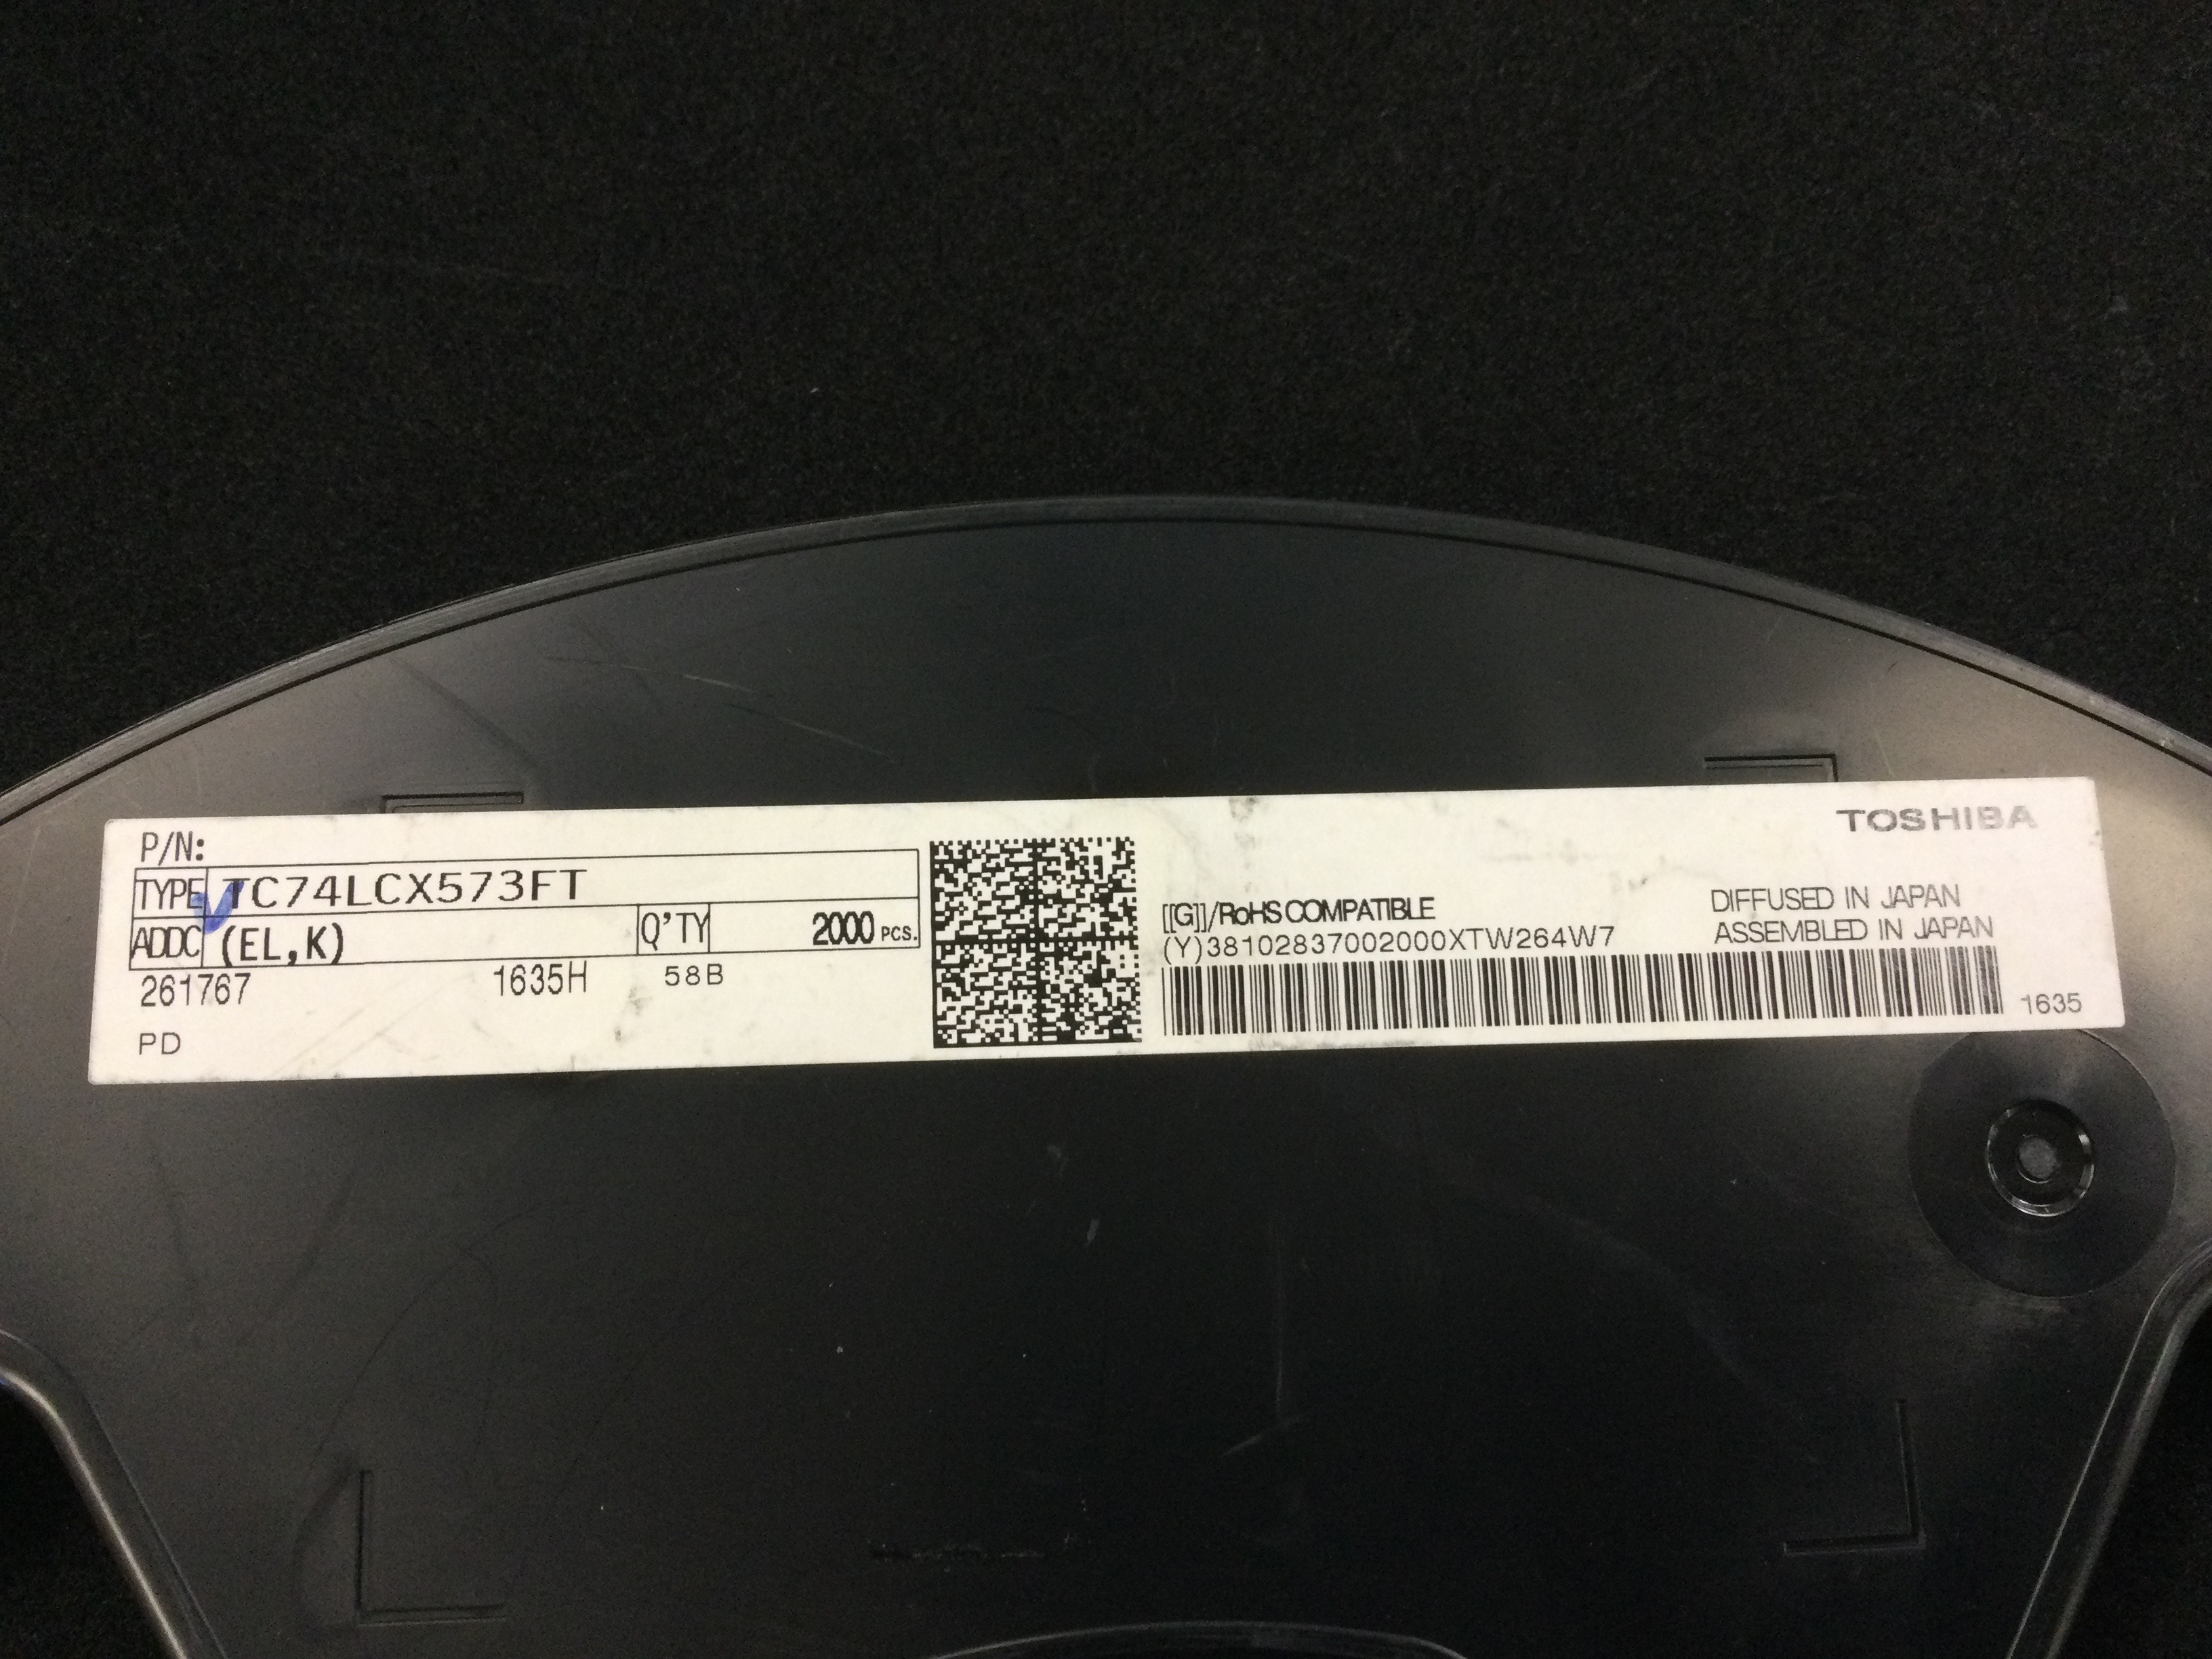 P/N:
TYPE TC74LCX573FT
ADDC (EL,K) Q'TY 2000 PCS.
261767 1635H 58B
PD
TOSHIBA
[[G]]/RoHS COMPATIBLE
DIFFUSED IN JAPAN
ASSEMBLED IN JAPAN
(Y)38102837002000XTW264W7
1635